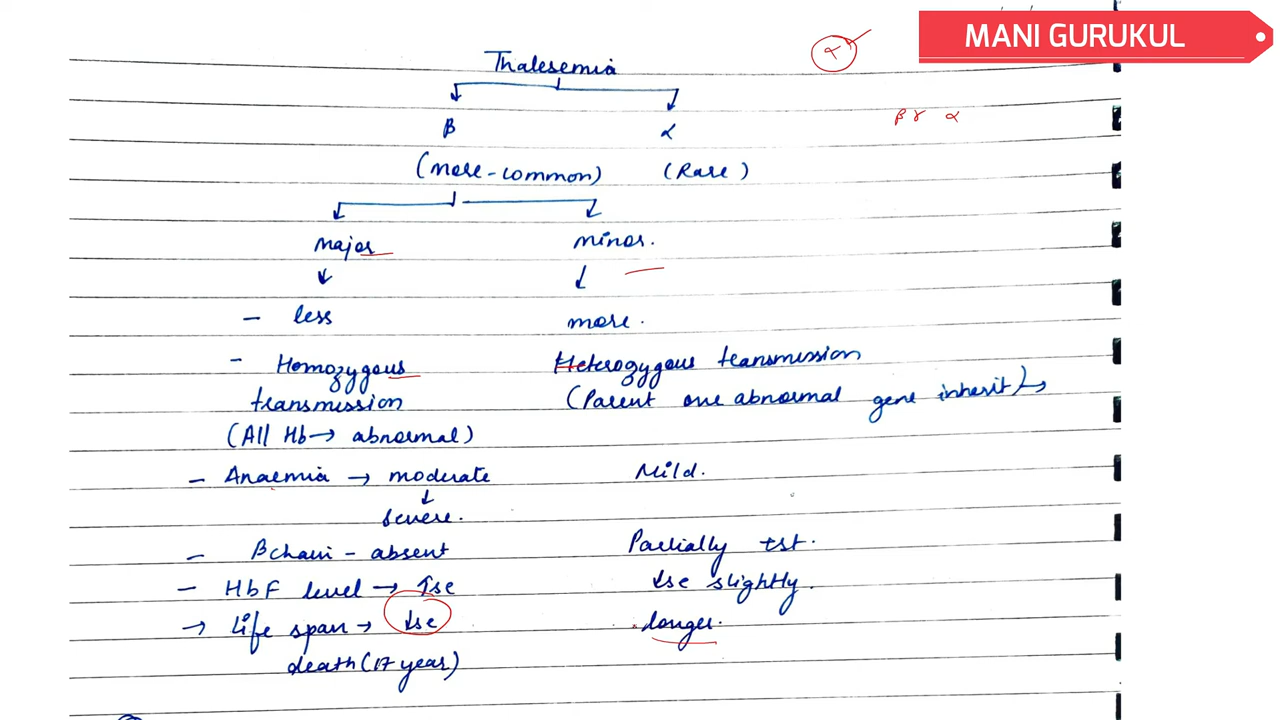 MANI GURUKUL
Thalesemia
α
β γ α
β α
(more-common) (Rare)
major minor.
- less more.
- Homozygous Heterozygous transmission
transmission (Parent one abnormal gene inherit)
(All Hb→ abnormal)
- Anaemia → moderate Mild.
↓
severe.
- β chain - absent Partially tst.
- HbF level → ↑se ↓se slightly.
→ Life span → ↓se longer.
death (17 year)